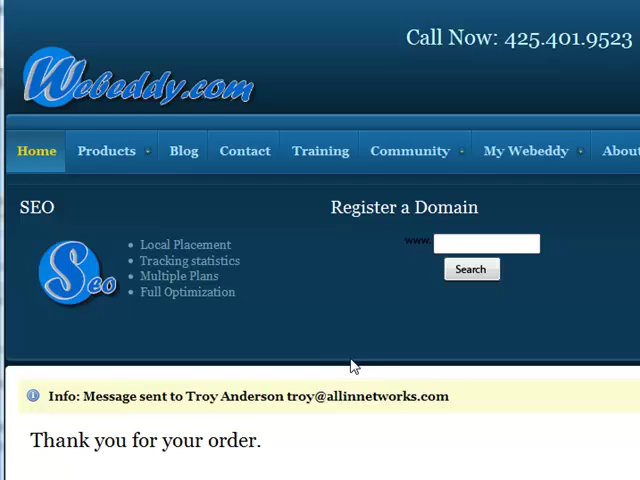 Call Now: 425.401.9523
Webeddy.com
Home Products Blog Contact Training Community My Webeddy Abou
SEO
Register a Domain
Local Placement
Tracking statistics
Multiple Plans
Full Optimization
Seo
www.
Search
Info: Message sent to Troy Anderson troy@allinnetworks.com
Thank you for your order.